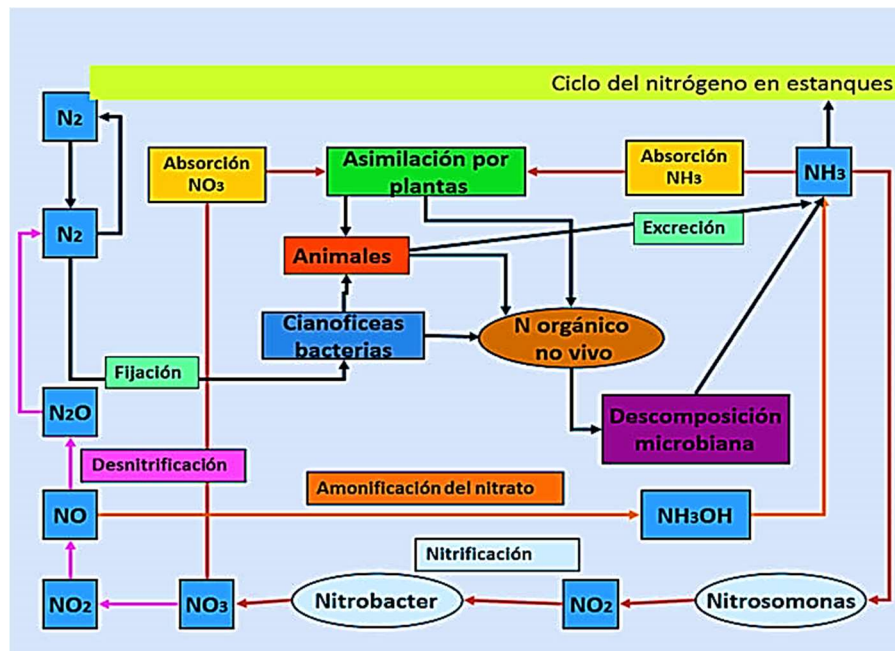 Ciclo del nitrógeno en estanques
N₂
Absorción
NO₃
Asimilación por
plantas
Absorción
NH₃
NH₃
N₂
Excreción
Animales
Cianofíceas
bacterias
N orgánico
no vivo
Fijación
N₂O
Descomposición
microbiana
Desnitrificación
Amonificación del nitrato
NO
NH₃OH
Nitrificación
NO₂
NO₃
Nitrobacter
NO₂
Nitrosomonas